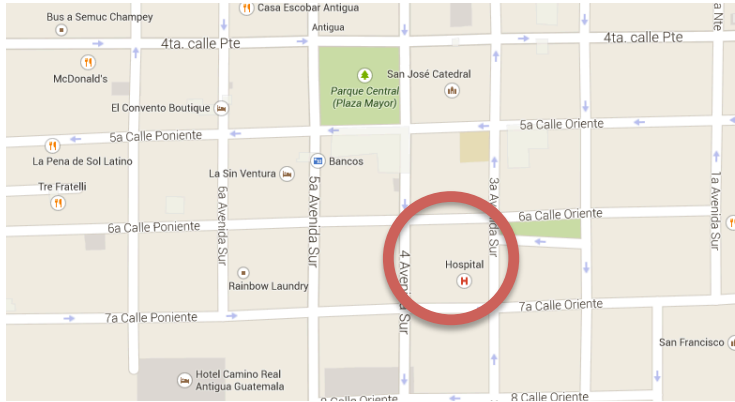 Bus a Semuc Champey
Casa Escobar Antigua
Antigua
4ta. calle Pte
4ta. calle Pte
a Nte
McDonald's
San José Catedral
Parque Central
(Plaza Mayor)
El Convento Boutique
5a Calle Poniente
5a Calle Oriente
La Pena de Sol Latino
Bancos
La Sin Ventura
Tre Fratelli
6a Avenida Sur
5a Avenida Sur
3a Avenida Sur
1a Avenida Sur
6a Calle Poniente
6a Calle Oriente
4 Avenida Sur
Hospital
H
Rainbow Laundry
7a Calle Poniente
7a Calle Oriente
San Francisco
Hotel Camino Real
Antigua Guatemala
Calle Oriente
8 Calle Oriente